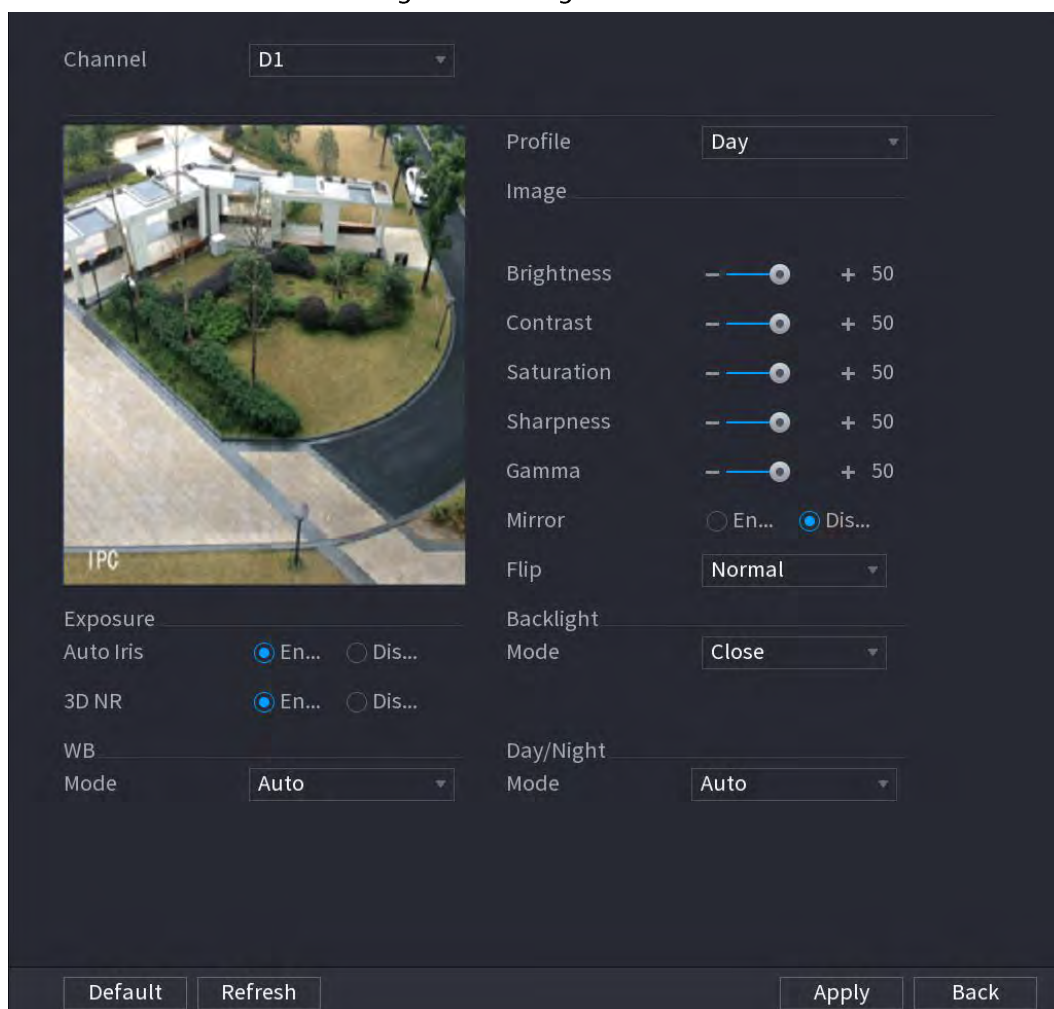 Channel D1
Profile Day
Image
Brightness - + 50
Contrast - + 50
Saturation - + 50
Sharpness - + 50
Gamma - + 50
Mirror En... Dis...
IPC
Flip Normal
Exposure
Auto Iris En... Dis...
3D NR En... Dis...
Backlight
Mode Close
WB
Mode Auto
Day/Night
Mode Auto
Default Refresh Apply Back